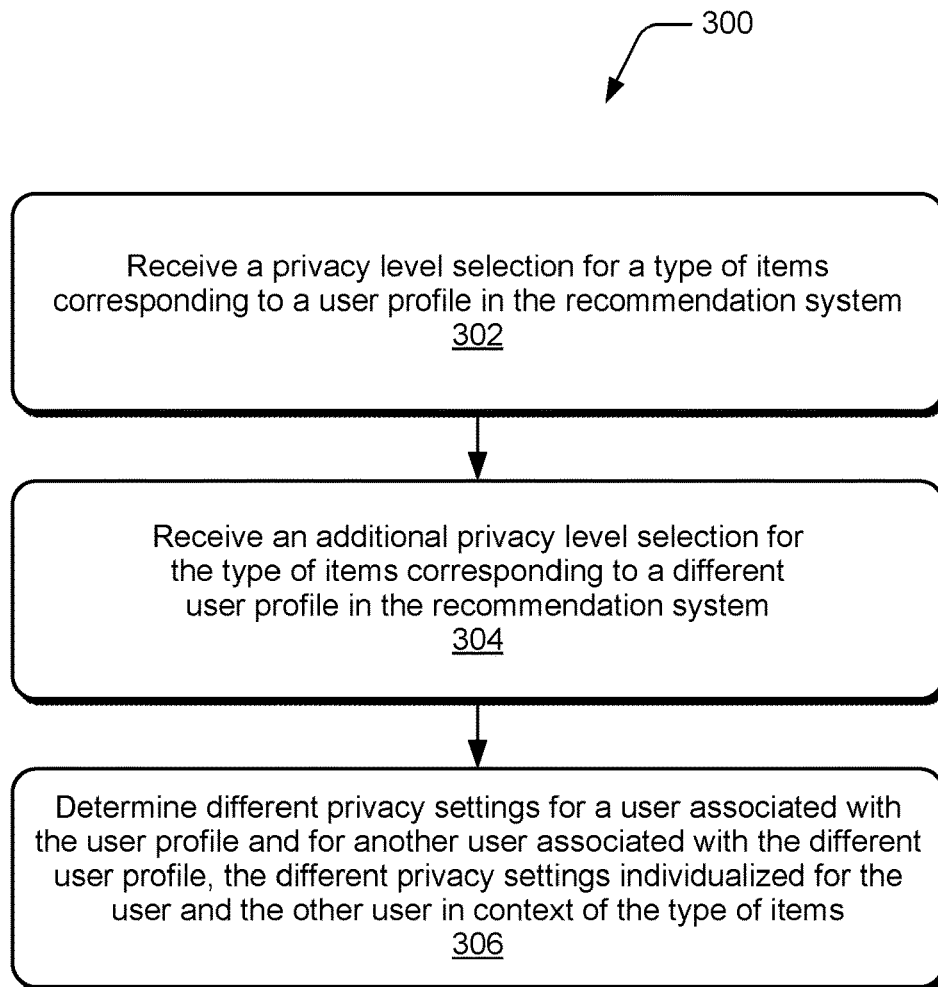 300
Receive a privacy level selection for a type of items
corresponding to a user profile in the recommendation system
302
Receive an additional privacy level selection for
the type of items corresponding to a different
user profile in the recommendation system
304
Determine different privacy settings for a user associated with
the user profile and for another user associated with the different
user profile, the different privacy settings individualized for the
user and the other user in context of the type of items
306